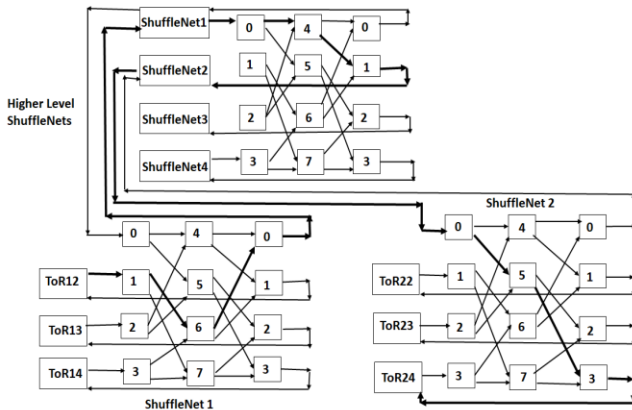 ShuffleNet1 0 4 0
ShuffleNet2 1 5 1
Higher Level
ShuffleNets
ShuffleNet3 2 6 2
ShuffleNet4 3 7 3
ShuffleNet 2
0 4 0
0 4 0
ToR12 1 5 1
ToR22 1 5 1
ToR13 2 6 2
ToR23 2 6 2
ToR14 3 7 3
ToR24 3 7 3
ShuffleNet 1